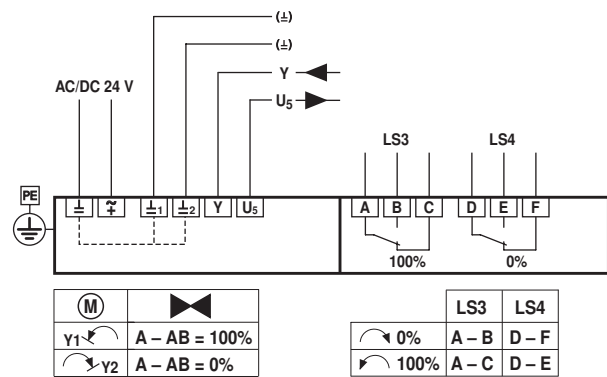 (⊥)
(⊥)
Y
AC/DC 24 V
U5
LS3 LS4
PE
⊥ ~+ ⊥1 ⊥2 Y U5 A B C D E F
100% 0%
M
Y1 A – AB = 100%
Y2 A – AB = 0%
LS3 LS4
0% A – B D – F
100% A – C D – E